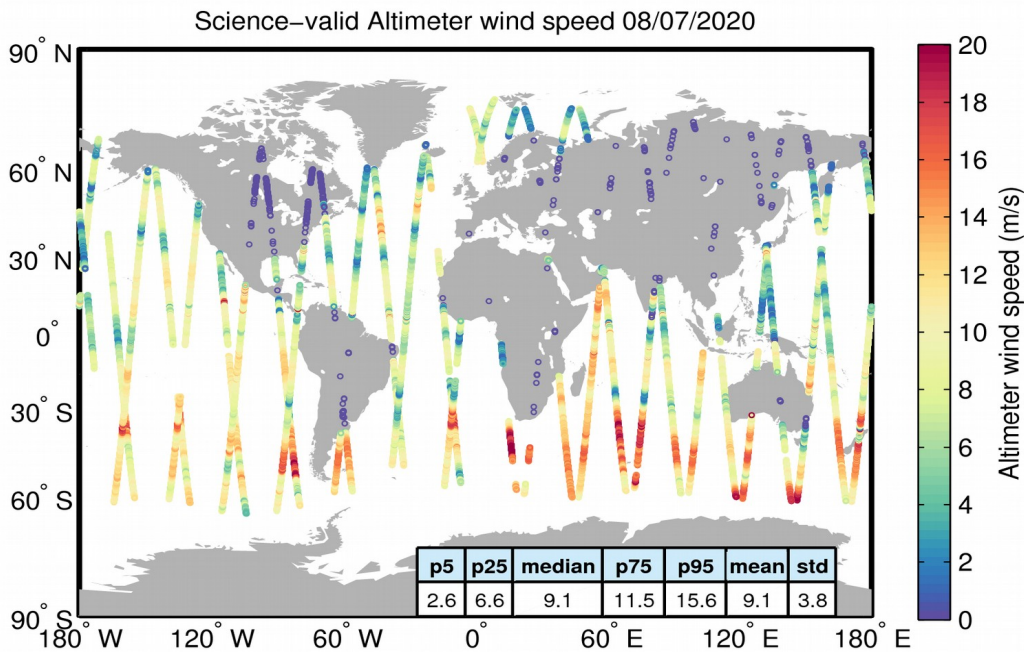 Science−valid Altimeter wind speed 08/07/2020
90° N
60° N
30° N
0°
30° S
60° S
90° S
180° W
120° W
60° W
0°
60° E
120° E
180° E
p5 p25 median p75 p95 mean std
2.6 6.6 9.1 11.5 15.6 9.1 3.8
20
18
16
14
12
10
8
6
4
2
0
Altimeter wind speed (m/s)